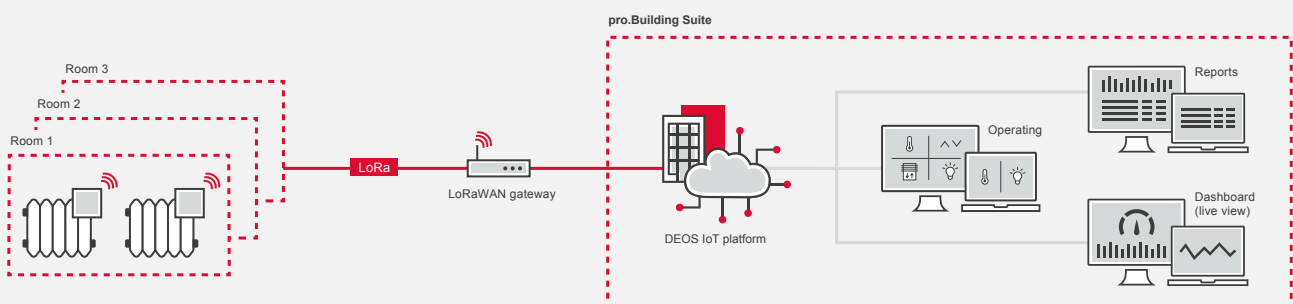 pro.Building Suite
Room 3
Room 2
Room 1
LoRa
LoRaWAN gateway
DEOS IoT platform
Operating
Reports
Dashboard
(live view)